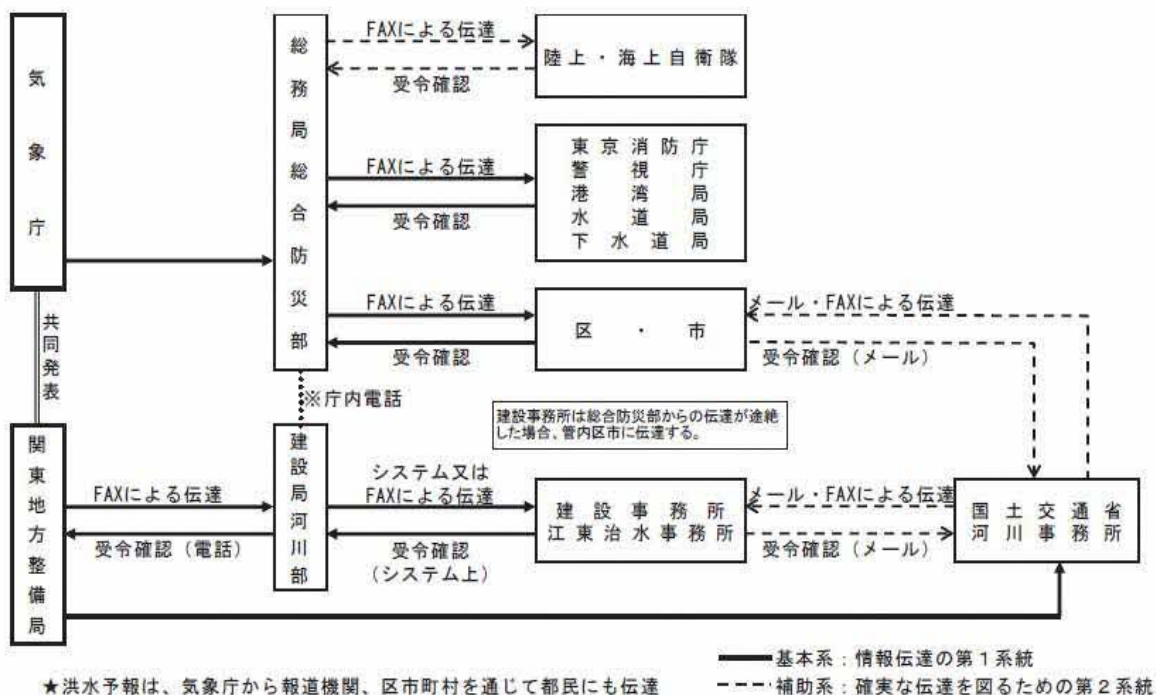 気象庁
共同発表
関東地方整備局
総務局総合防災部
※庁内電話
建設局河川部
FAXによる伝達
受令確認
陸上・海上自衛隊
FAXによる伝達
受令確認
東京消防庁
警視庁
港湾局
水道局
下水道局
FAXによる伝達
受令確認
区・市
メール・FAXによる伝達
受令確認（メール）
建設事務所は総合防災部からの伝達が途絶
した場合、管内区市に伝達する。
FAXによる伝達
受令確認（電話）
システム又は
FAXによる伝達
受令確認
（システム上）
建設事務所
江東治水事務所
メール・FAXによる伝達
受令確認（メール）
国土交通省
河川事務所
基本系：情報伝達の第１系統
補助系：確実な伝達を図るための第２系統
★洪水予報は、気象庁から報道機関、区市町村を通じて都民にも伝達